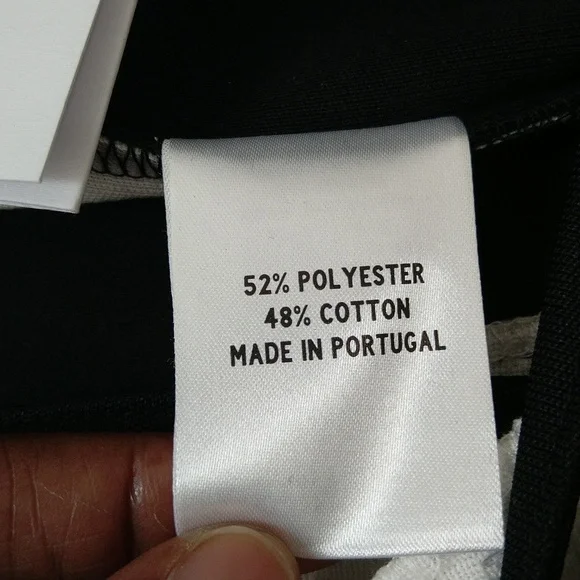 52% POLYESTER
48% COTTON
MADE IN PORTUGAL